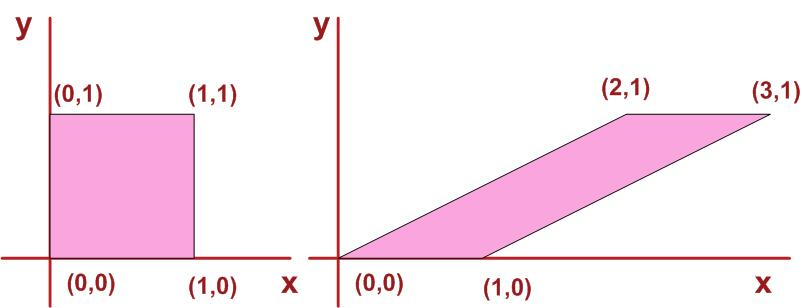 y
(0,1)
(1,1)
(0,0)
(1,0)
x
y
(2,1)
(3,1)
(0,0)
(1,0)
x